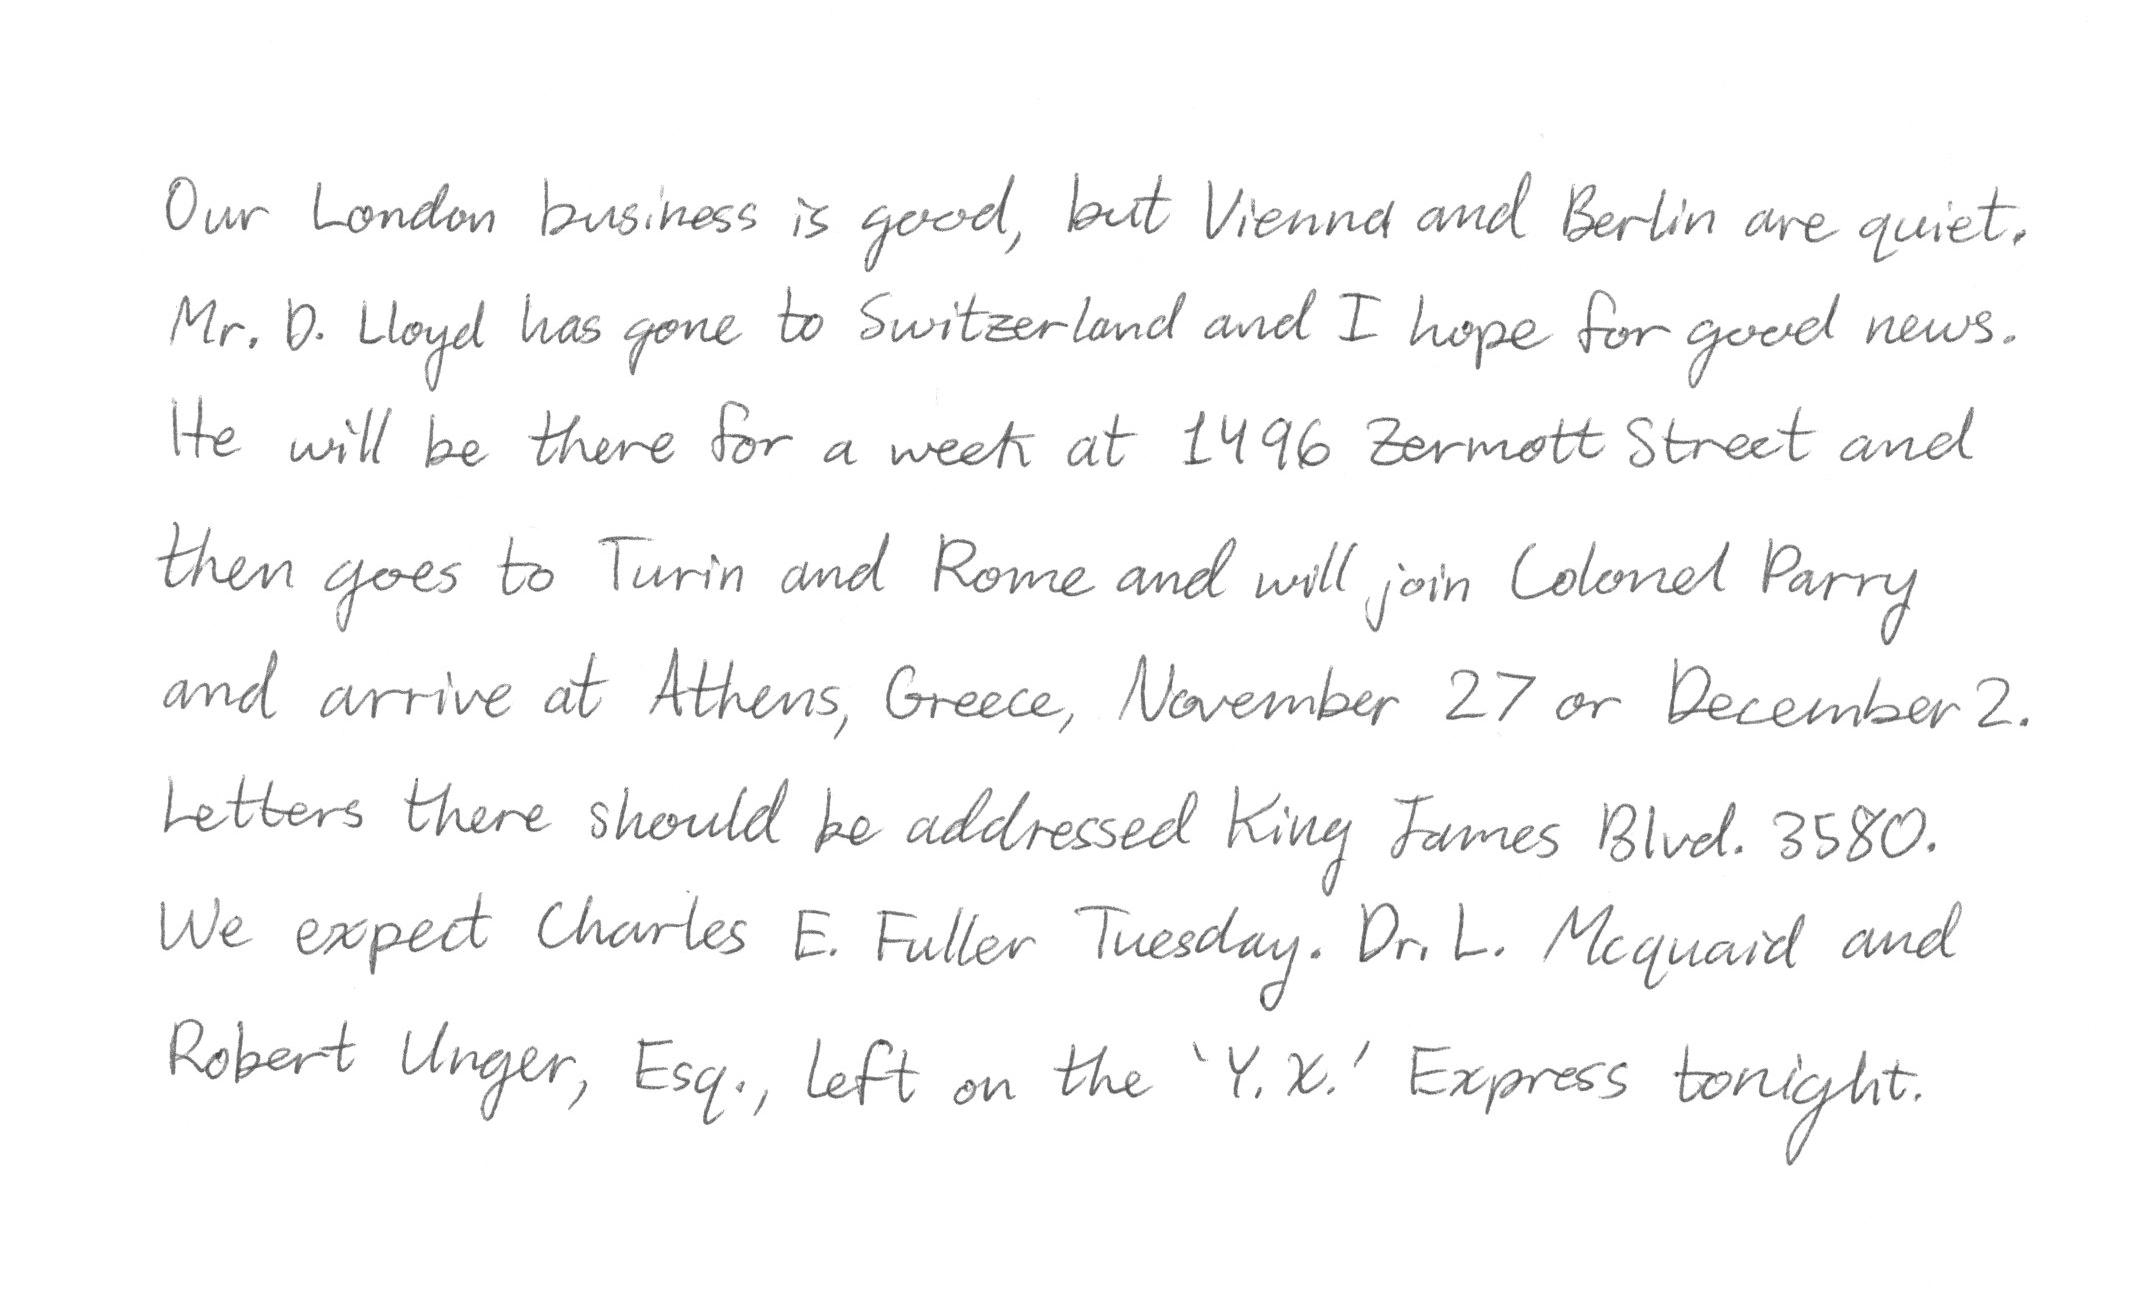 Our London business is good, but Vienna and Berlin are quiet.
Mr. D. Lloyd has gone to Switzerland and I hope for good news.
He will be there for a week at 1496 Zermott Street and
then goes to Turin and Rome and will join Colonel Parry
and arrive at Athens, Greece, November 27 or December 2.
Letters there should be addressed King James Blvd. 3580.
We expect Charles E. Fuller Tuesday. Dr. L. Mcquaid and
Robert Unger, Esq., left on the 'Y.X.' Express tonight.